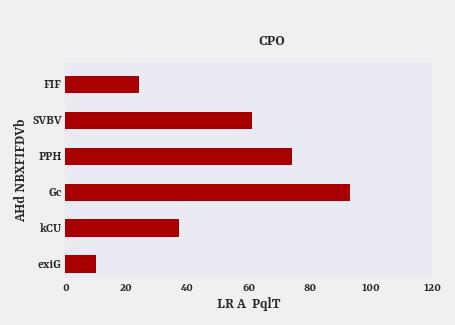 CPO
AHd NBXFIFDVb
FIF
SVBV
PPH
Gc
kCU
exiG
0 20 40 60 80 100 120
LR A PqlT